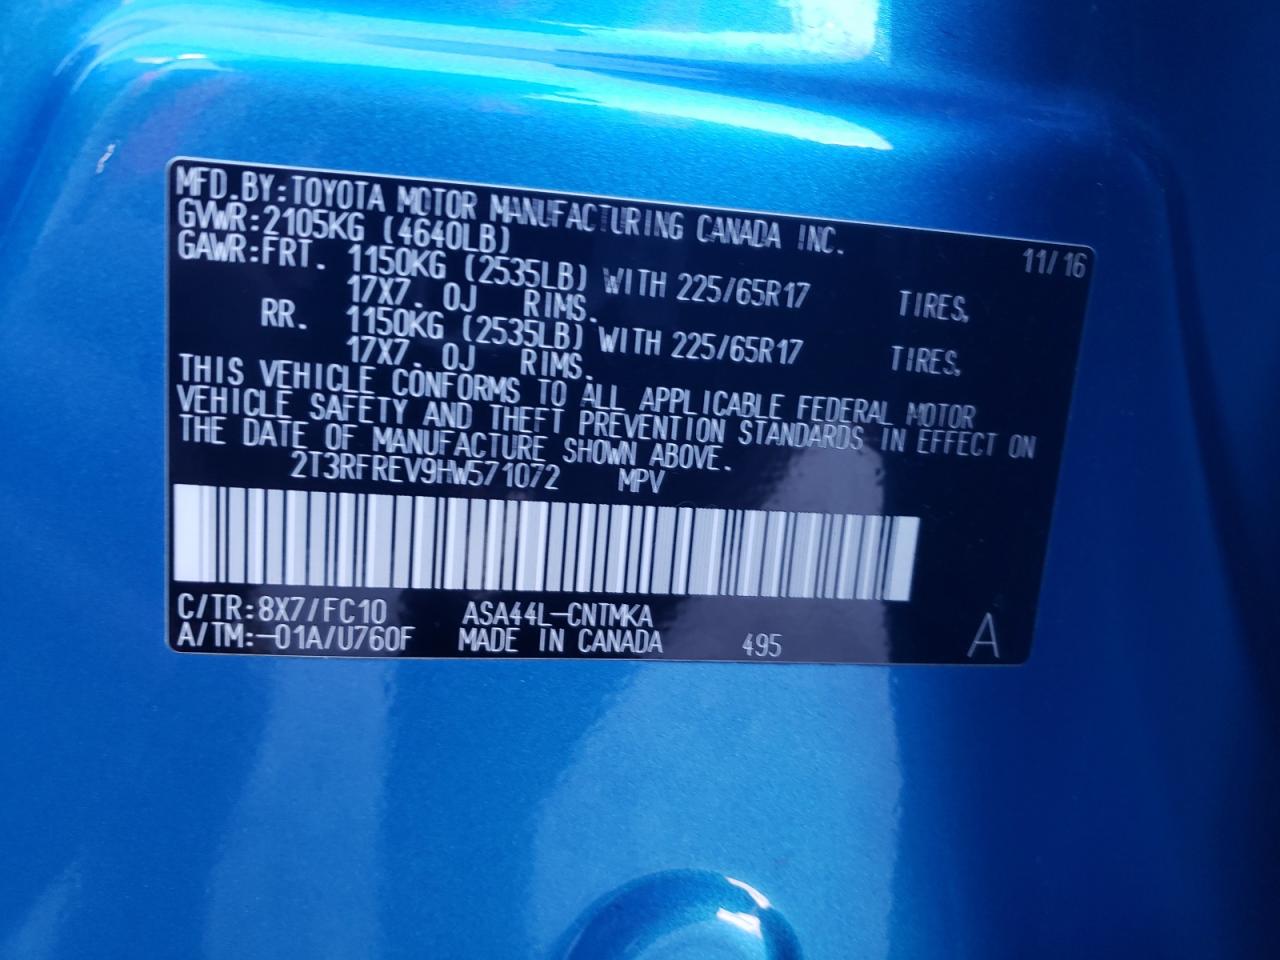 MFD.BY:TOYOTA MOTOR MANUFACTURING CANADA INC.
GVWR:2105KG (4640LB) 11/16
GAWR:FRT. 1150KG (2535LB) WITH 225/65R17 TIRES,
17X7.0J RIMS.
RR. 1150KG (2535LB) WITH 225/65R17 TIRES,
17X7.0J RIMS.
THIS VEHICLE CONFORMS TO ALL APPLICABLE FEDERAL MOTOR
VEHICLE SAFETY AND THEFT PREVENTION STANDARDS IN EFFECT ON
THE DATE OF MANUFACTURE SHOWN ABOVE.
2T3RFREV9HW571072 MPV
C/TR:8X7/FC10 ASA44L-CNTMKA
A/TM:-01A/U760F MADE IN CANADA 495 A